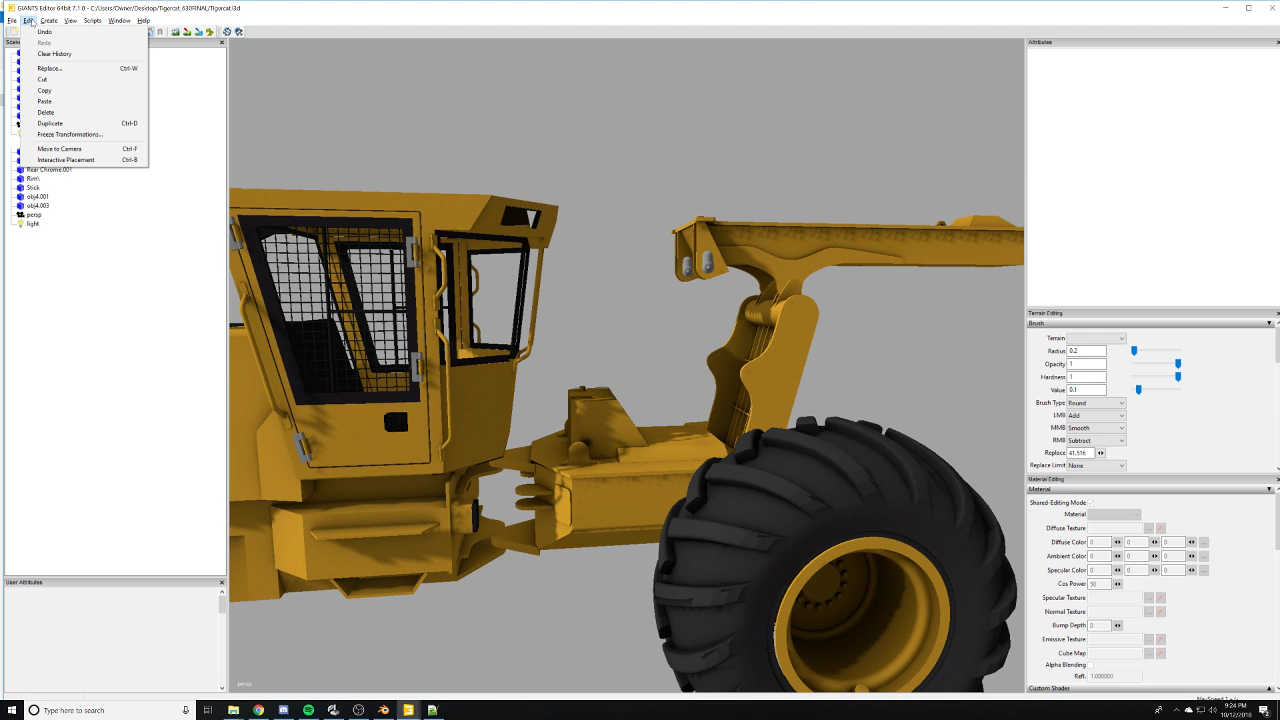 GIANTS Editor 64bit 7.1.0 - C:/Users/Owner/Desktop/Tigercat_630FINAL/Tigercat.i3d
File Edit Create View Scripts Window Help
Undo
Redo
Clear History
Replace... Ctrl-W
Cut
Copy
Paste
Delete
Duplicate Ctrl-D
Freeze Transformations...
Move to Camera Ctrl-F
Interactive Placement Ctrl-B
Rear Chrome.001
Rim\
Stick
obj4.001
obj4.003
persp
light
User Attributes
persp
Attributes
Terrain Editing
Brush
Terrain
Radius 0.2
Opacity 1
Hardness 1
Value 0.1
Brush Type Round
LMB Add
MMB Smooth
RMB Subtract
Replace 41.516
Replace Limit None
Material Editing
Material
Shared-Editing Mode
Material
Diffuse Texture ...
Diffuse Color 0 0 0 ...
Ambient Color 0 0 0 ...
Specular Color 0 0 0 ...
Cos Power 50
Specular Texture ...
Normal Texture ...
Bump Depth 0
Emissive Texture ...
Cube Map ...
Alpha Blending
Refl. 1.000000
Custom Shader
Type here to search
9:24 PM
10/12/2018
2